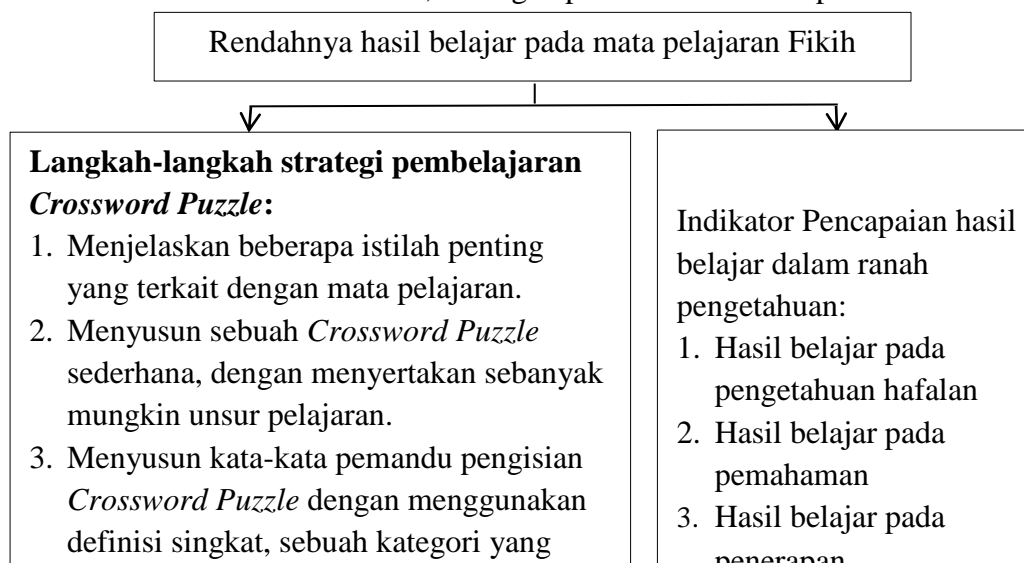 Rendahnya hasil belajar pada mata pelajaran Fikih
Langkah-langkah strategi pembelajaran
Crossword Puzzle:
1. Menjelaskan beberapa istilah penting
yang terkait dengan mata pelajaran.
2. Menyusun sebuah Crossword Puzzle
sederhana, dengan menyertakan sebanyak
mungkin unsur pelajaran.
3. Menyusun kata-kata pemandu pengisian
Crossword Puzzle dengan menggunakan
definisi singkat, sebuah kategori yang
Indikator Pencapaian hasil
belajar dalam ranah
pengetahuan:
1. Hasil belajar pada
pengetahuan hafalan
2. Hasil belajar pada
pemahaman
3. Hasil belajar pada
penerapan